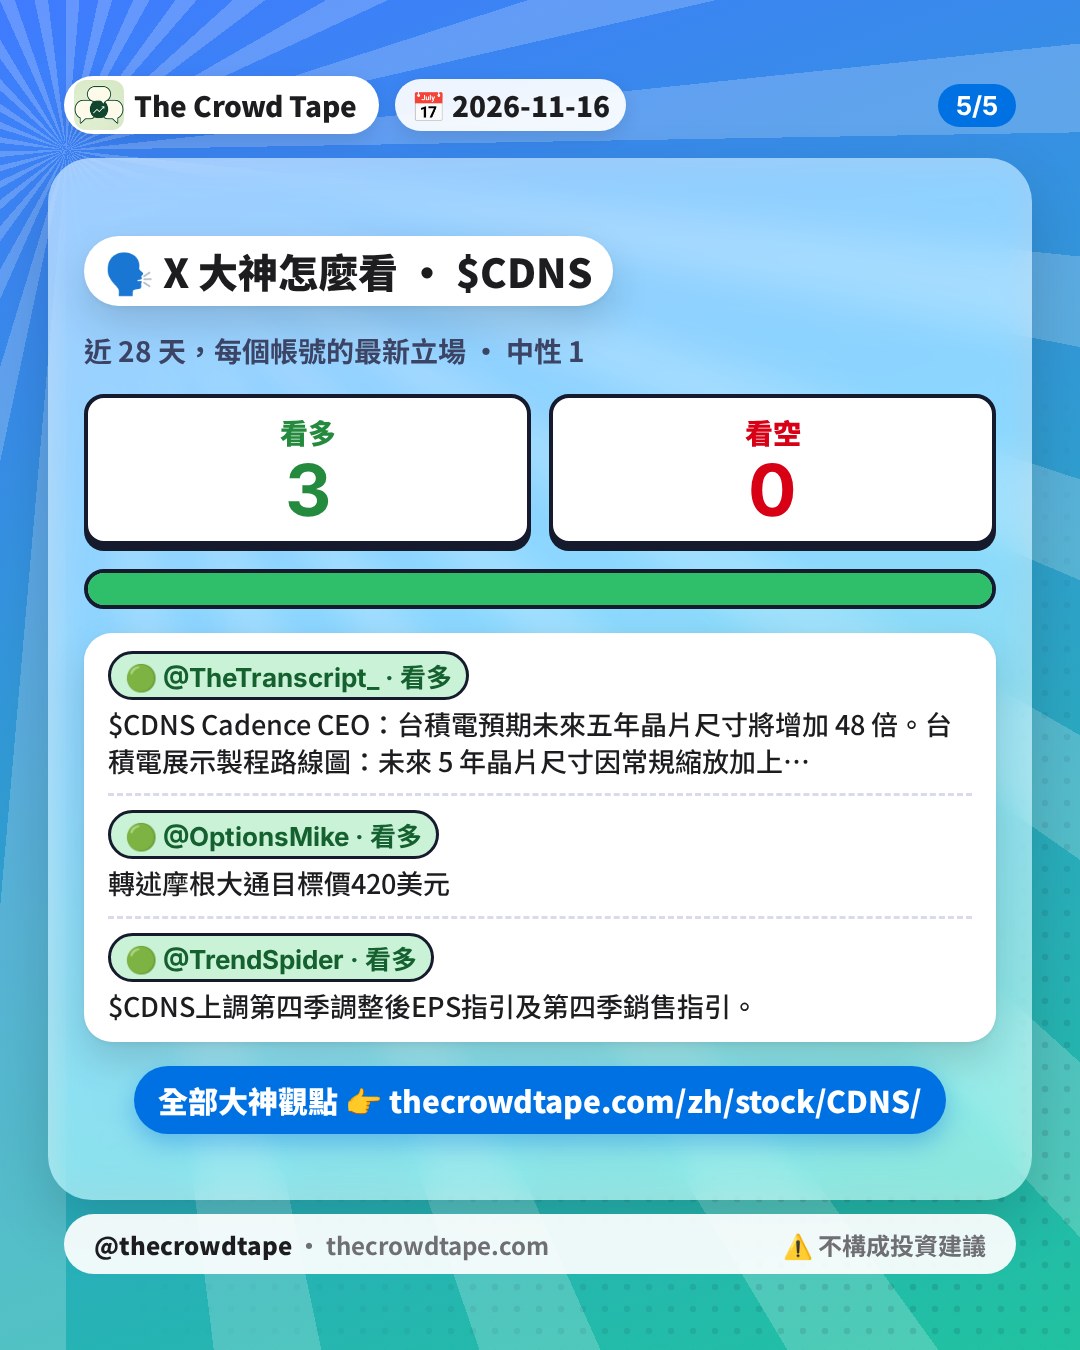 The Crowd Tape
2026-11-16
5/5
X 大神怎麼看 · $CDNS
近 28 天，每個帳號的最新立場 · 中性 1
看多
3
看空
0
@TheTranscript_ · 看多
$CDNS Cadence CEO：台積電預期未來五年晶片尺寸將增加 48 倍。台
積電展示製程路線圖：未來 5 年晶片尺寸因常規縮放加上…
@OptionsMike · 看多
轉述摩根大通目標價420美元
@TrendSpider · 看多
$CDNS上調第四季調整後EPS指引及第四季銷售指引。
全部大神觀點 👉 thecrowdtape.com/zh/stock/CDNS/
@thecrowdtape · thecrowdtape.com
⚠️ 不構成投資建議